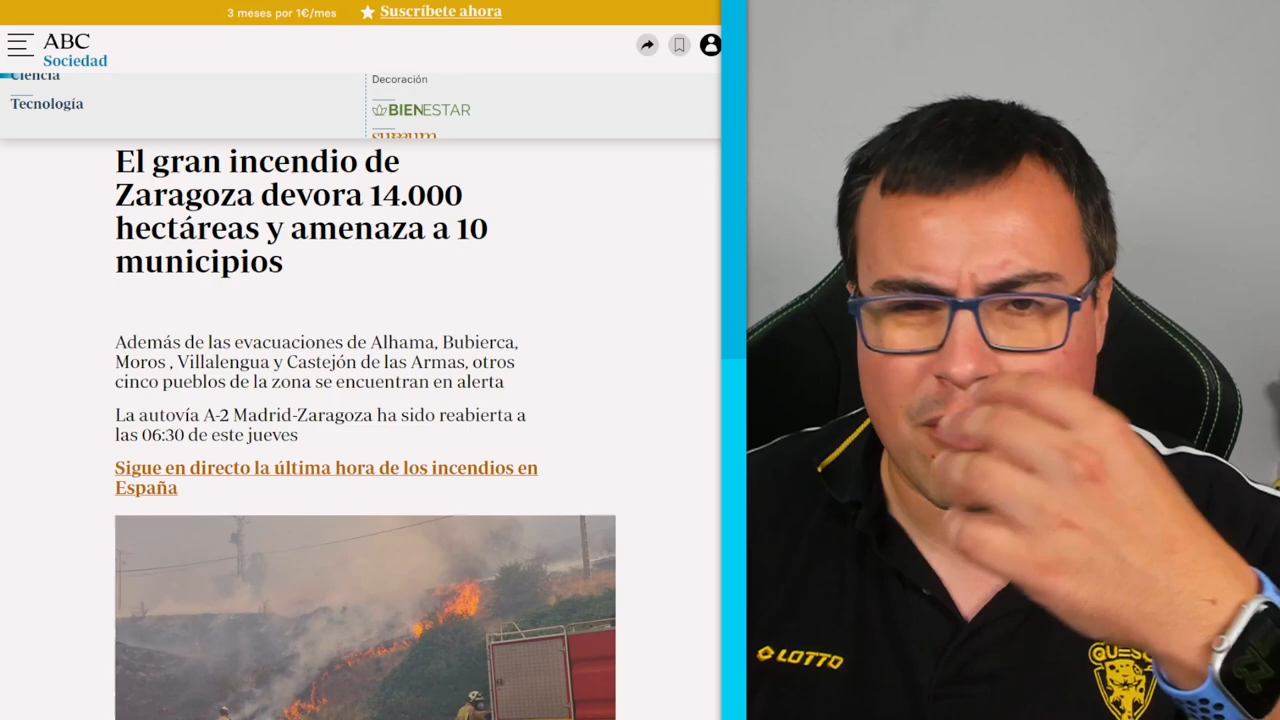 3 meses por 1€/mes Suscríbete ahora
ABC
Sociedad
Ciencia
Tecnología
Decoración
BIENESTAR
summum
El gran incendio de
Zaragoza devora 14.000
hectáreas y amenaza a 10
municipios
Además de las evacuaciones de Alhama, Bubierca,
Moros , Villalengua y Castejón de las Armas, otros
cinco pueblos de la zona se encuentran en alerta
La autovía A-2 Madrid-Zaragoza ha sido reabierta a
las 06:30 de este jueves
Sigue en directo la última hora de los incendios en
España
LOTTO